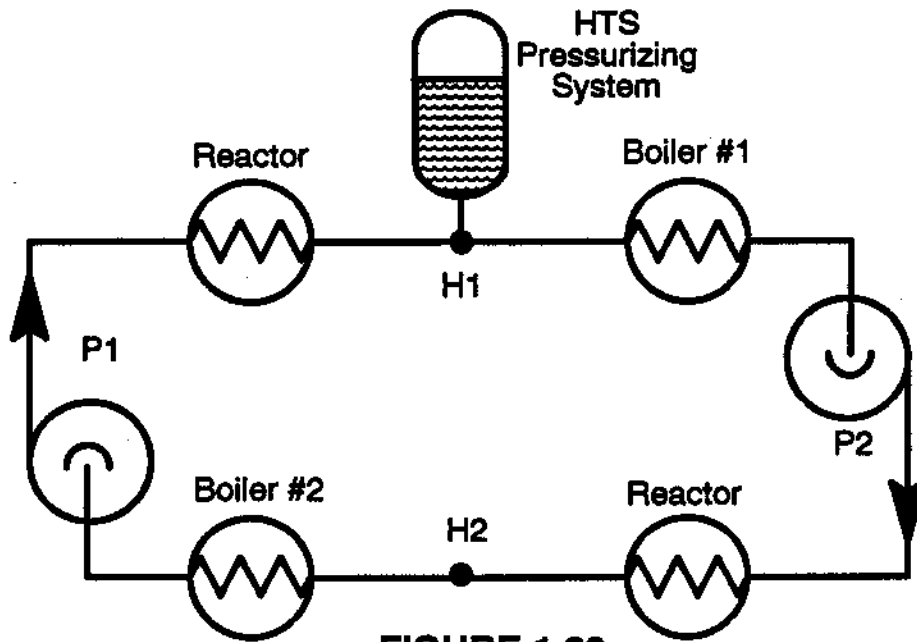 HTS
Pressurizing
System
Reactor
Boiler #1
H1
P1
P2
Boiler #2
H2
Reactor